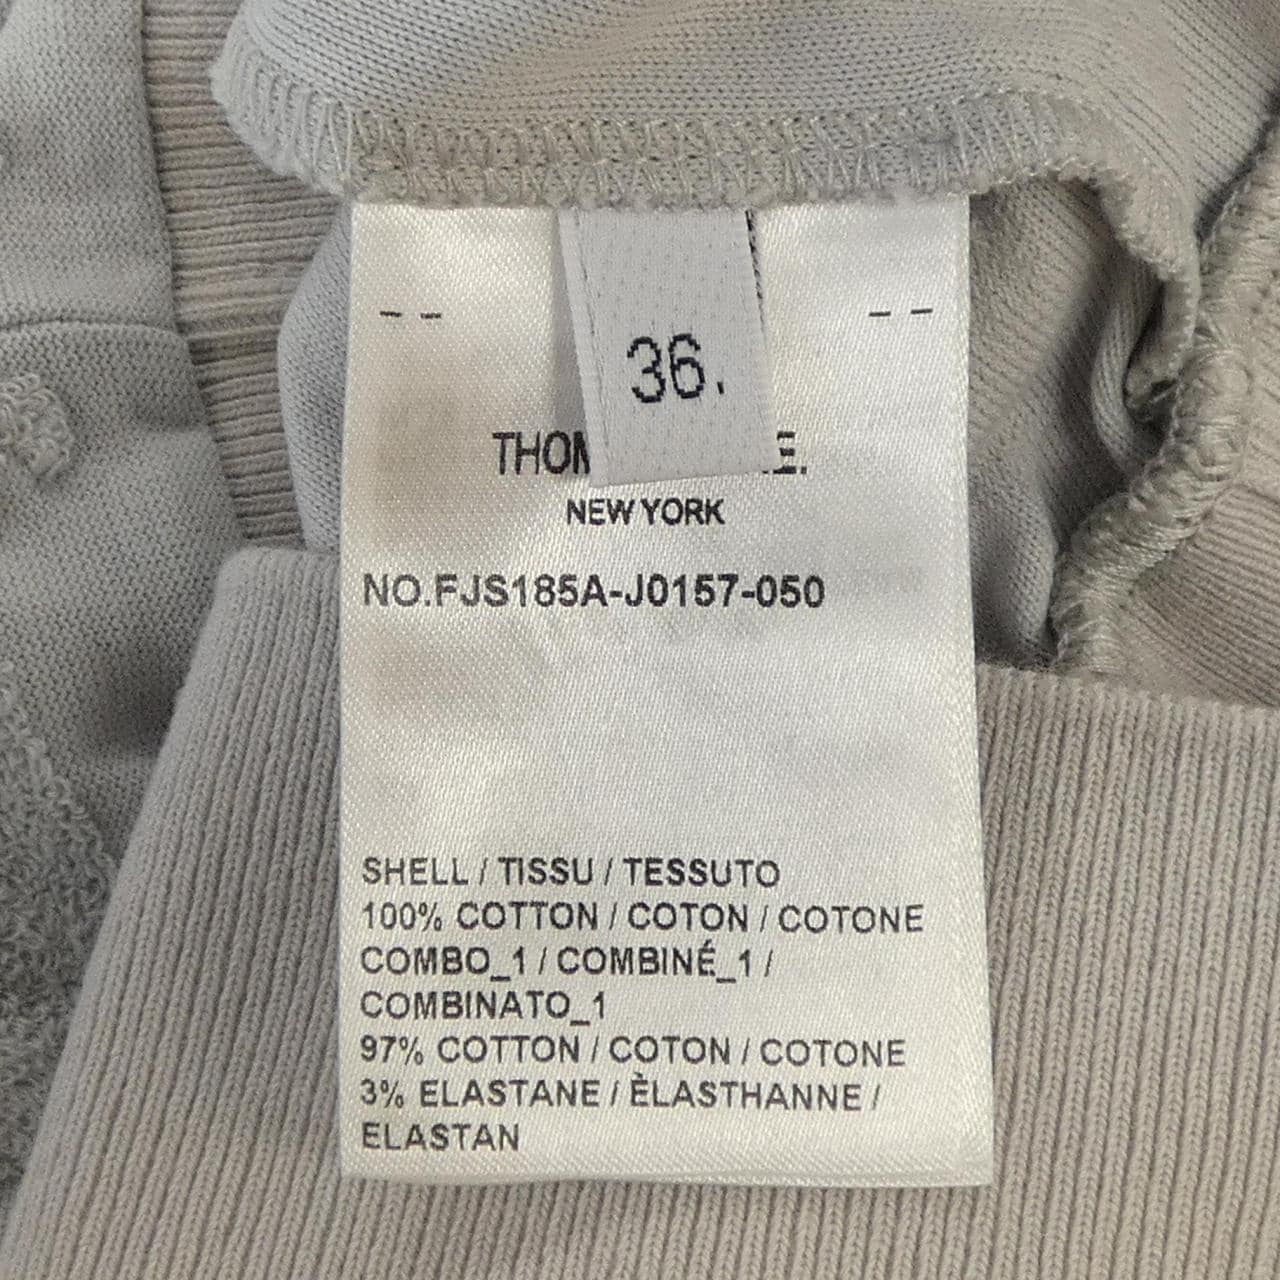 36.
NEW YORK
NO.FJS185A-J0157-050
SHELL / TISSU / TESSUTO
100% COTTON / COTON / COTONE
COMBO_1 / COMBINÉ_1 /
COMBINATO_1
97% COTTON / COTON / COTONE
3% ELASTANE / ÈLASTHANNE /
ELASTAN